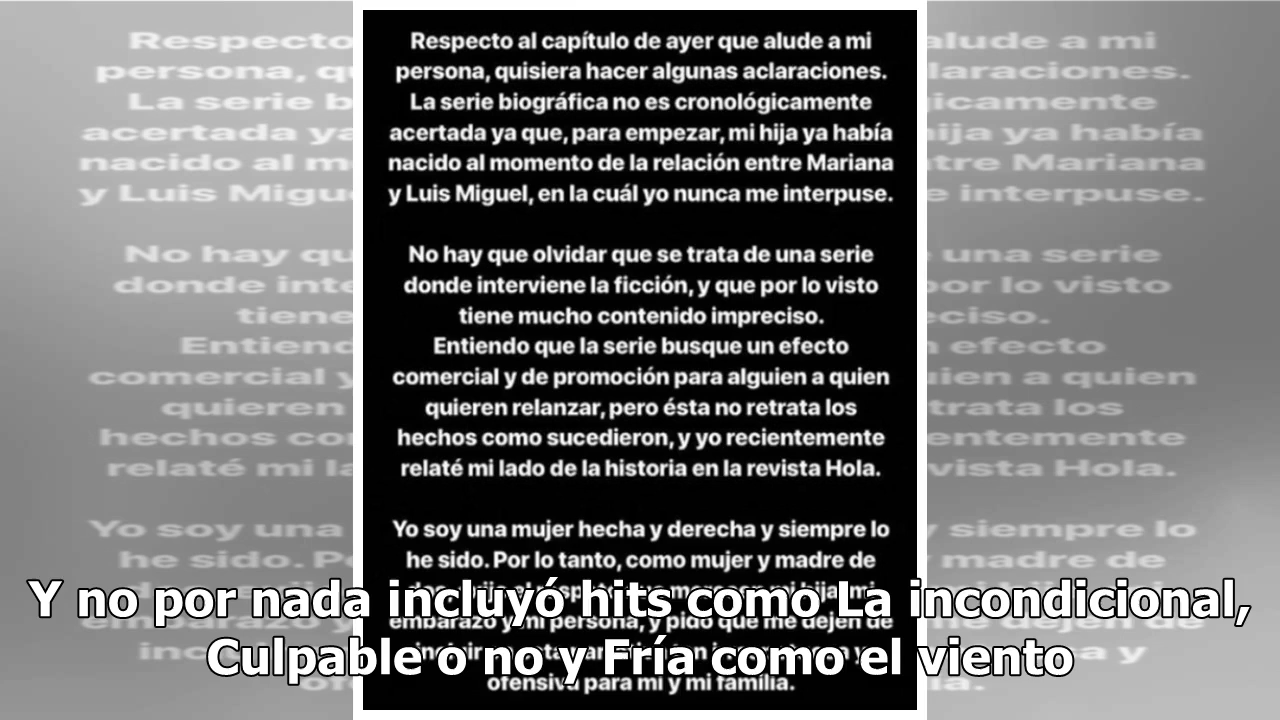 Respecto al capítulo de ayer que alude a mi
persona, quisiera hacer algunas aclaraciones.
La serie biográfica no es cronológicamente
acertada ya que, para empezar, mi hija ya había
nacido al momento de la relación entre Mariana
y Luis Miguel, en la cuál yo nunca me interpuse.
No hay que olvidar que se trata de una serie
donde interviene la ficción, y que por lo visto
tiene mucho contenido impreciso.
Entiendo que la serie busque un efecto
comercial y de promoción para alguien a quien
quieren relanzar, pero ésta no retrata los
hechos como sucedieron, y yo recientemente
relaté mi lado de la historia en la revista Hola.
Yo soy una mujer hecha y derecha y siempre lo
he sido. Por lo tanto, como mujer y madre de
mi
embarazo y mi persona, y pido que me dejen de
ofensiva para mí y mi familia.
Y no por nada incluyó hits como La incondicional,
Culpable o no y Fría como el viento